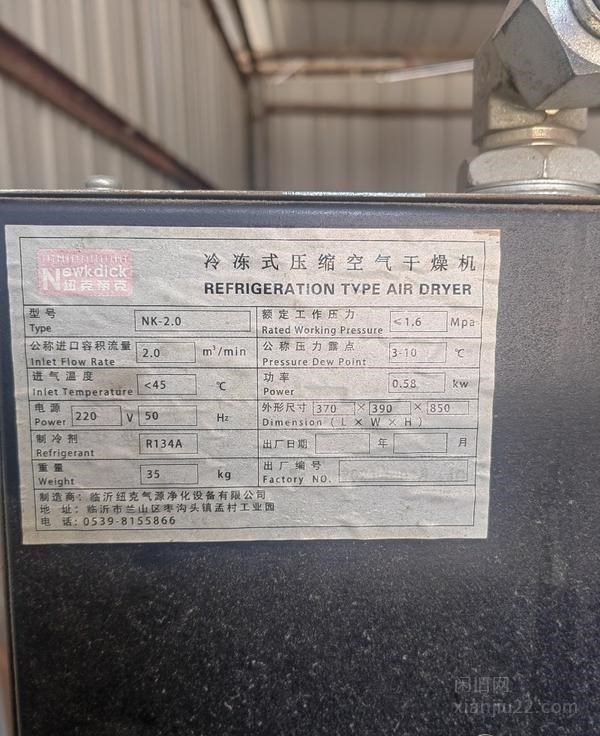 Newkdick
纽克帝克
冷冻式压缩空气干燥机
REFRIGERATION TYPE AIR DRYER
型号 Type NK-2.0 额定工作压力 Rated Working Pressure ≤1.6 Mpa
公称进口容积流量 Inlet Flow Rate 2.0 m³/min 公称压力露点 Pressure Dew Point 3-10 ℃
进气温度 Inlet Temperature <45 ℃ 功率 Power 0.58 kw
电源 Power 220 V 50 Hz 外形尺寸 370×390×850 Dimension（L×W×H）
制冷剂 Refrigerant R134A 出厂日期 年 月
重量 Weight 35 kg 出厂编号 Factory NO.
制造商：临沂纽克气源净化设备有限公司
地 址：临沂市兰山区枣沟头镇孟村工业园
电 话：0539-8155866
闲置网
xianjiu22.com